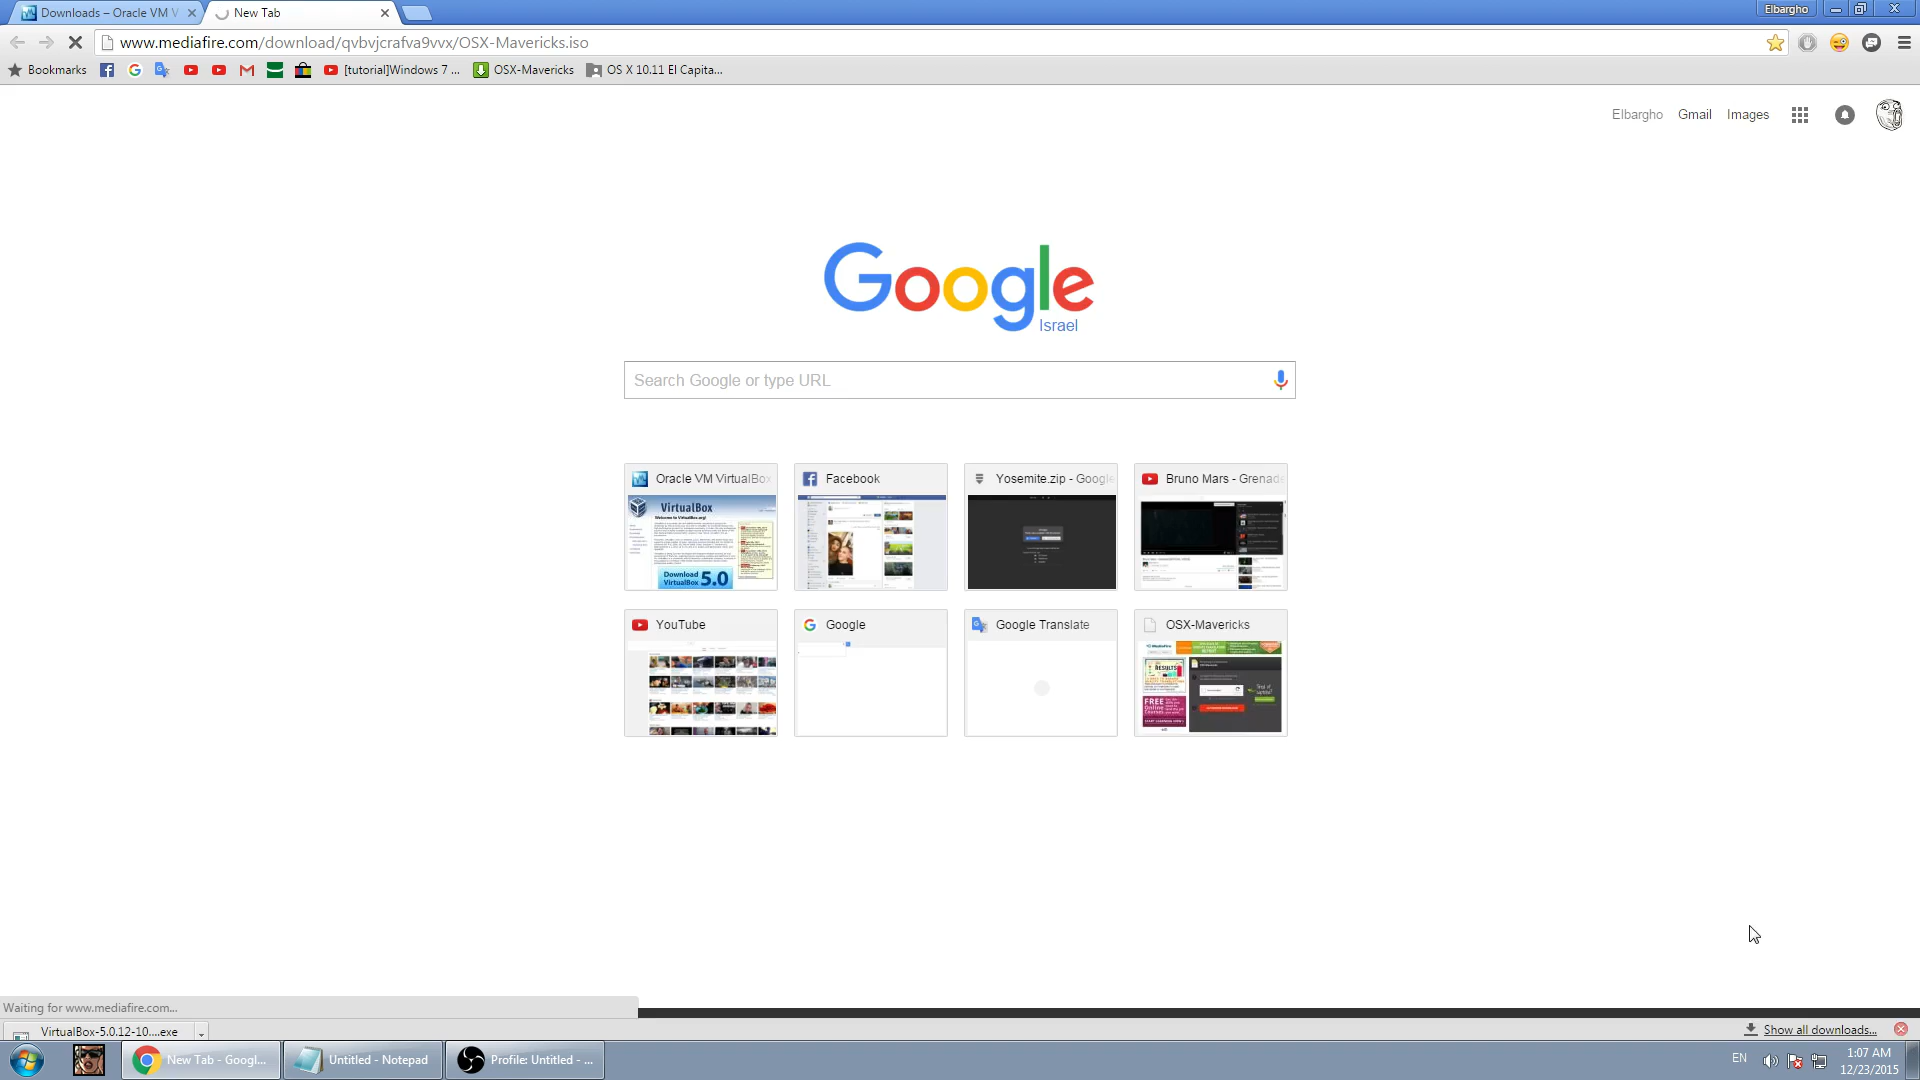 Downloads – Oracle VM V
New Tab
Elbargho
www.mediafire.com/download/qvbvjcrafva9vvx/OSX-Mavericks.iso
Bookmarks
[tutorial]Windows 7 ...
OSX-Mavericks
OS X 10.11 El Capita...
Elbargho
Gmail
Images
Google
Israel
Search Google or type URL
Oracle VM VirtualBox
Facebook
Yosemite.zip - Google
Bruno Mars - Grenad
VirtualBox
Download
VirtualBox 5.0
YouTube
Google
Google Translate
OSX-Mavericks
Waiting for www.mediafire.com...
VirtualBox-5.0.12-10....exe
Show all downloads...
New Tab - Googl...
Untitled - Notepad
Profile: Untitled - ...
EN
1:07 AM
12/23/2015